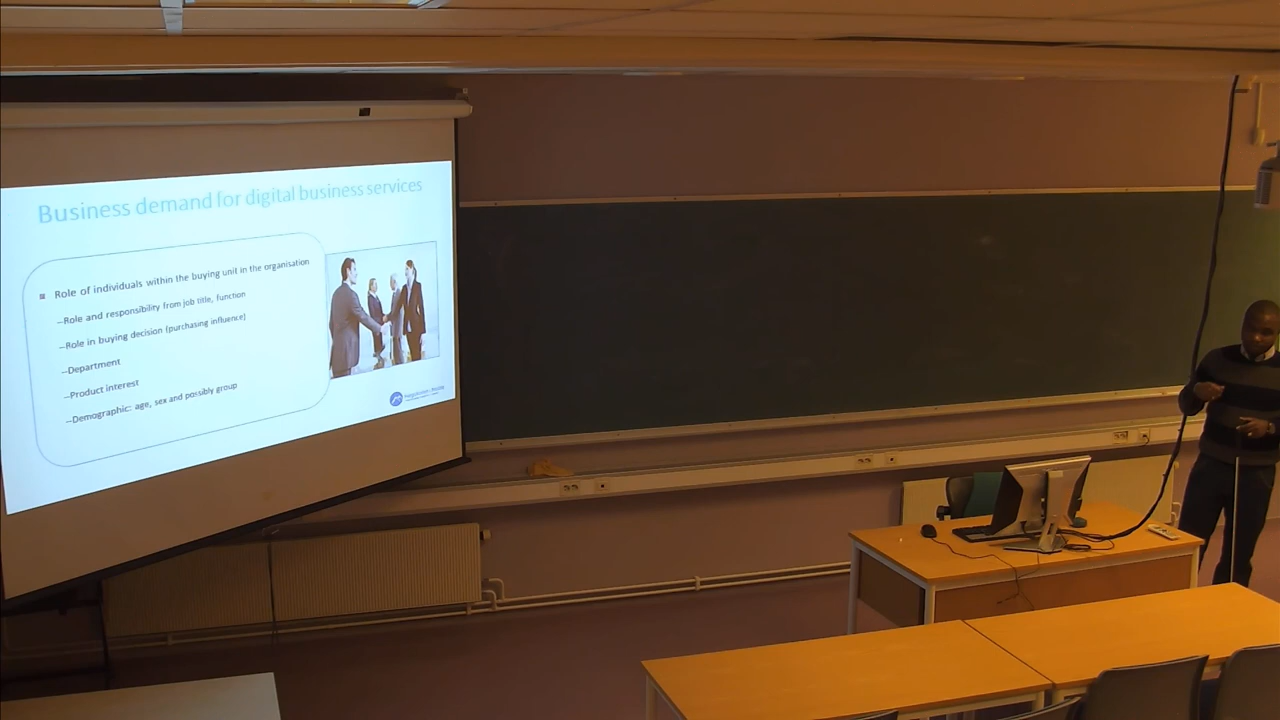 Business demand for digital business services
Role of individuals within the buying unit in the organisation
–Role and responsibility from job title, function
–Role in buying decision (purchasing influence)
–Department
–Product interest
–Demographic: age, sex and possibly group